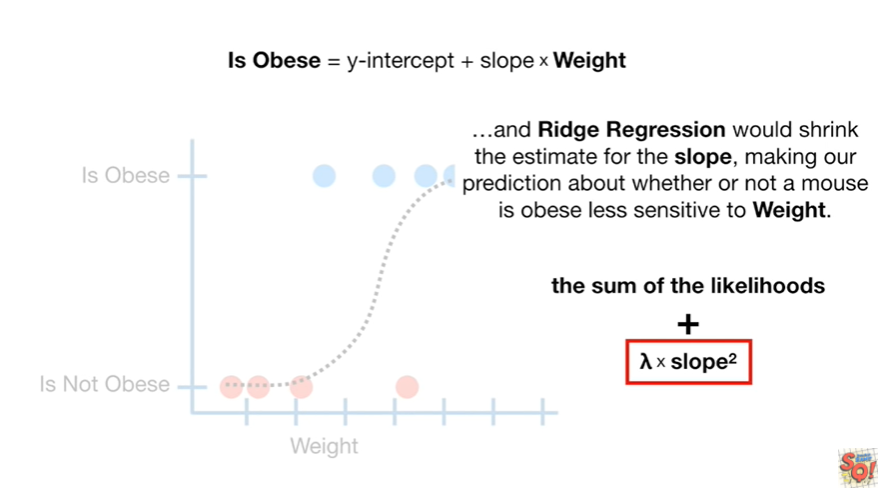 Is Obese = y-intercept + slope x Weight
...and Ridge Regression would shrink
the estimate for the slope, making our
prediction about whether or not a mouse
is obese less sensitive to Weight.
Is Obese
the sum of the likelihoods
+
λ x slope²
Is Not Obese
Weight
SQ!